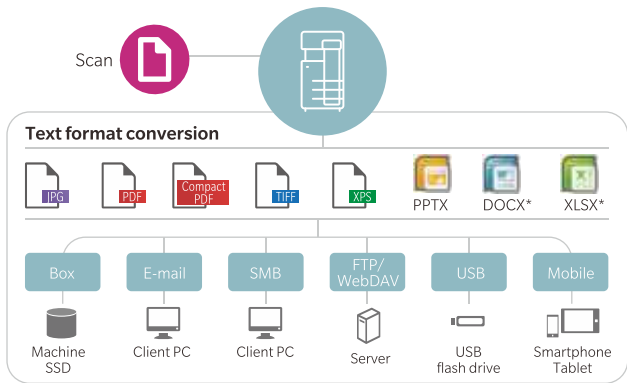 Scan
Text format conversion
JPG
PDF
Compact
PDF
TIFF
XPS
PPTX
DOCX*
XLSX*
Box
E-mail
SMB
FTP/
WebDAV
USB
Mobile
Machine
SSD
Client PC
Client PC
Server
USB
flash drive
Smartphone
Tablet